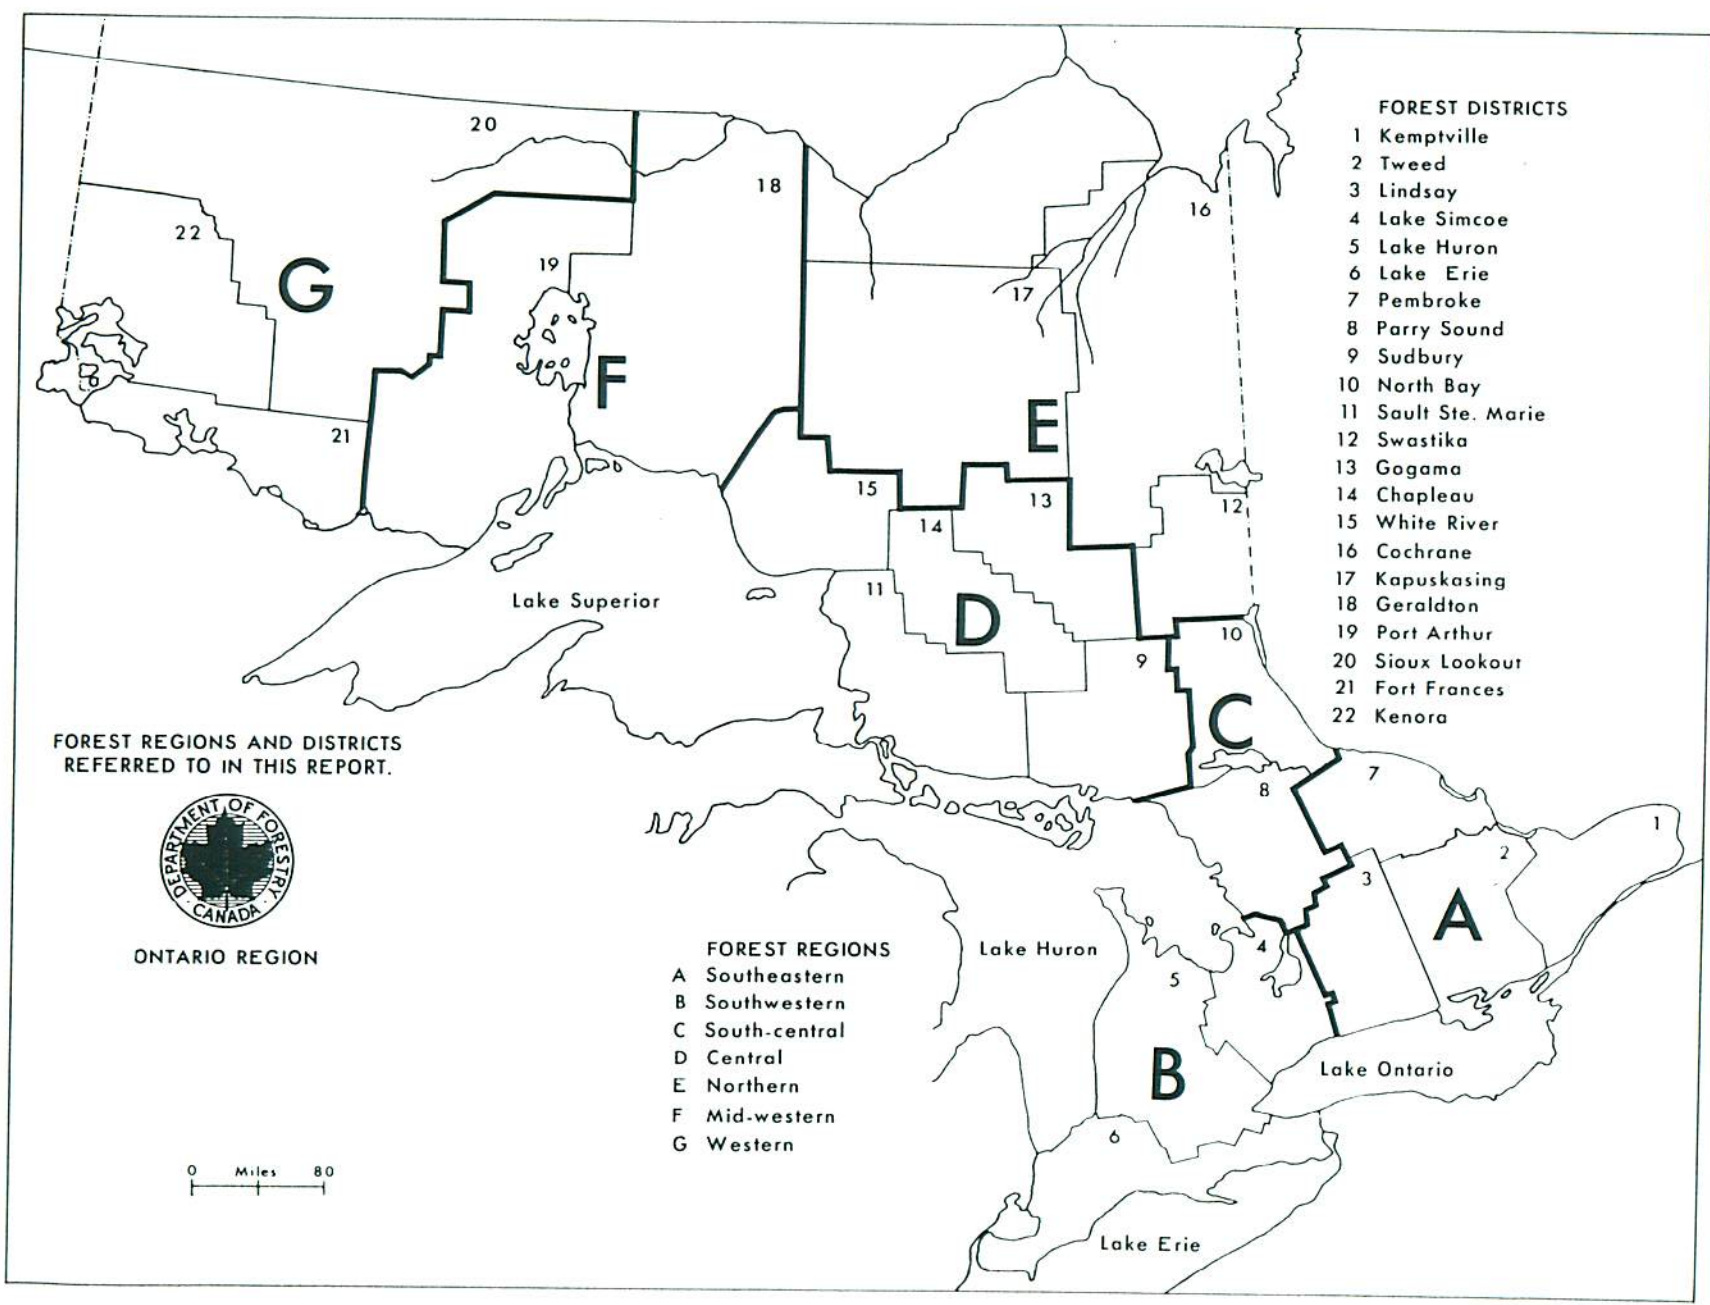 FOREST DISTRICTS
1 Kemptville
2 Tweed
3 Lindsay
4 Lake Simcoe
5 Lake Huron
6 Lake Erie
7 Pembroke
8 Parry Sound
9 Sudbury
10 North Bay
11 Sault Ste. Marie
12 Swastika
13 Gogama
14 Chapleau
15 White River
16 Cochrane
17 Kapuskasing
18 Geraldton
19 Port Arthur
20 Sioux Lookout
21 Fort Frances
22 Kenora
20
18
16
22
G
19
17
F
E
21
15
13
14
12
11
D
Lake Superior
10
9
C
7
8
1
2
3
A
4
Lake Huron
5
B
Lake Ontario
6
Lake Erie
FOREST REGIONS AND DISTRICTS
REFERRED TO IN THIS REPORT.
DEPARTMENT OF FORESTRY
· CANADA ·
ONTARIO REGION
FOREST REGIONS
A Southeastern
B Southwestern
C South-central
D Central
E Northern
F Mid-western
G Western
0 Miles 80